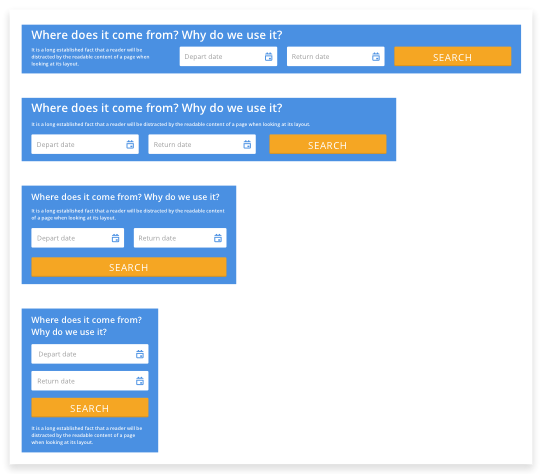 Where does it come from? Why do we use it?
It is a long established fact that a reader will be
distracted by the readable content of a page when
looking at its layout.
Depart date
Return date
SEARCH
Where does it come from? Why do we use it?
It is a long established fact that a reader will be distracted by the readable content of a page when looking at its layout.
Depart date
Return date
SEARCH
Where does it come from? Why do we use it?
It is a long established fact that a reader will be distracted by the readable content
of a page when looking at its layout.
Depart date
Return date
SEARCH
Where does it come from?
Why do we use it?
Depart date
Return date
SEARCH
It is a long established fact that a reader will be
distracted by the readable content of a page
when looking at its layout.